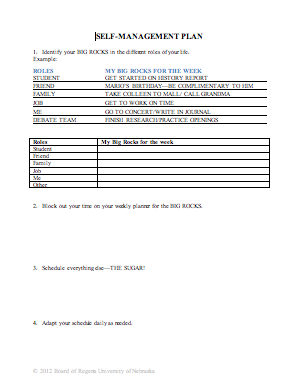 SELF-MANAGEMENT PLAN
1. Identify your BIG ROCKS in the different roles of your life.
Example:
ROLES MY BIG ROCKS FOR THE WEEK
STUDENT GET STARTED ON HISTORY REPORT
FRIEND MARIO'S BIRTHDAY—BE COMPLIMENTARY TO HIM
FAMILY TAKE COLLEEN TO MALL/ CALL GRANDMA
JOB GET TO WORK ON TIME
ME GO TO CONCERT/WRITE IN JOURNAL
DEBATE TEAM FINISH RESEARCH/PRACTICE OPENINGS
Roles My Big Rocks for the week
Student
Friend
Family
Job
Me
Other
2. Block out your time on your weekly planner for the BIG ROCKS.
3. Schedule everything else—THE SUGAR!
4. Adapt your schedule daily as needed.
© 2012 Board of Regents University of Nebraska